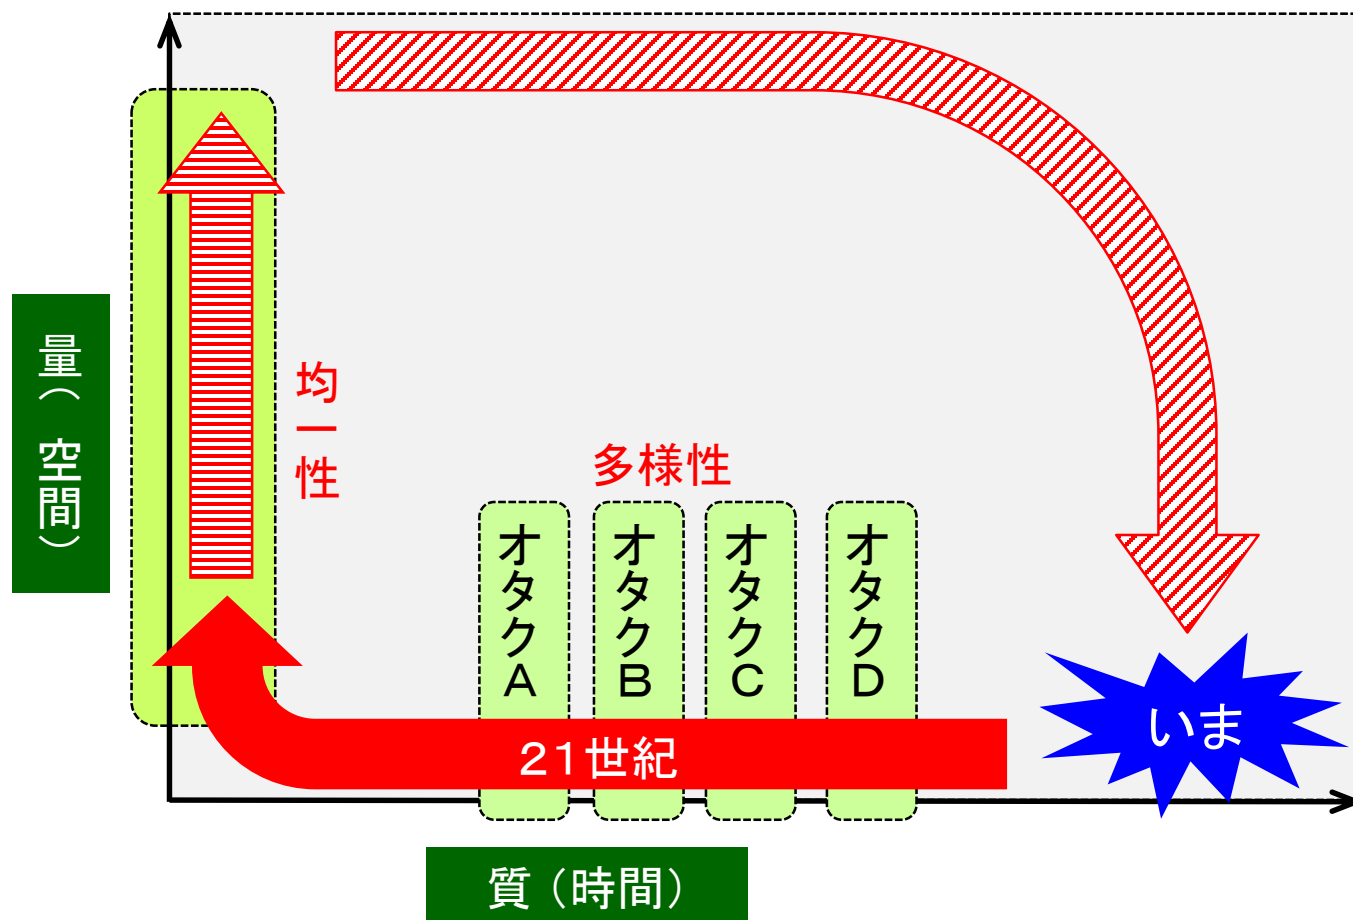 量（空間）
均一性
多様性
オタクA
オタクB
オタクC
オタクD
21世紀
いま
質（時間）